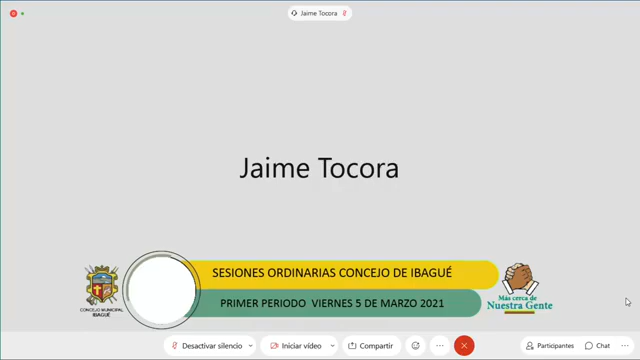 Jaime Tocora
Jaime Tocora
SESIONES ORDINARIAS CONCEJO DE IBAGUÉ
PRIMER PERIODO VIERNES 5 DE MARZO 2021
CONCEJO MUNICIPAL
IBAGUÉ
Más cerca de
Nuestra Gente
Desactivar silencio
Iniciar vídeo
Compartir
Participantes
Chat